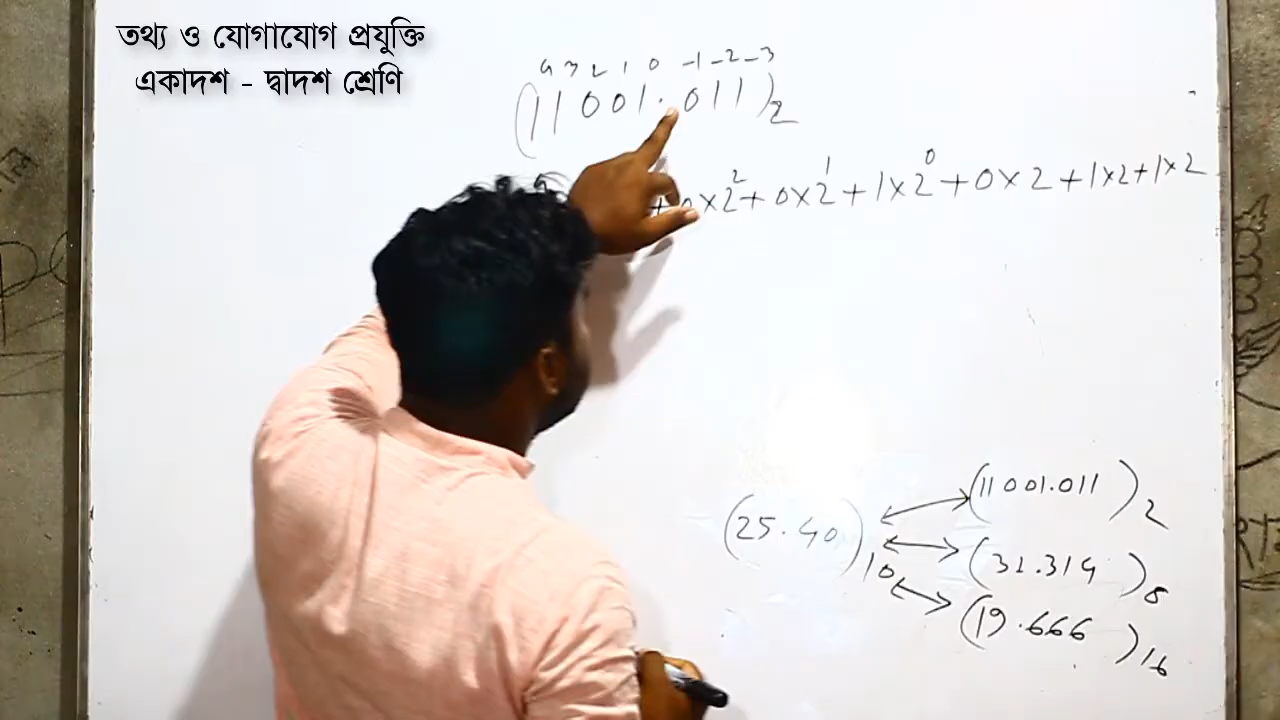 তথ্য ও যোগাযোগ প্রযুক্তি
একাদশ - দ্বাদশ শ্রেণি
4 3 2 1 0 -1 -2 -3
(11001.011)₂
+ 0×2² + 0×2¹ + 1×2⁰ + 0×2 + 1×2 + 1×2
(25.40)₁₀
(11001.011)₂
(31.314)₈
(19.666)₁₆